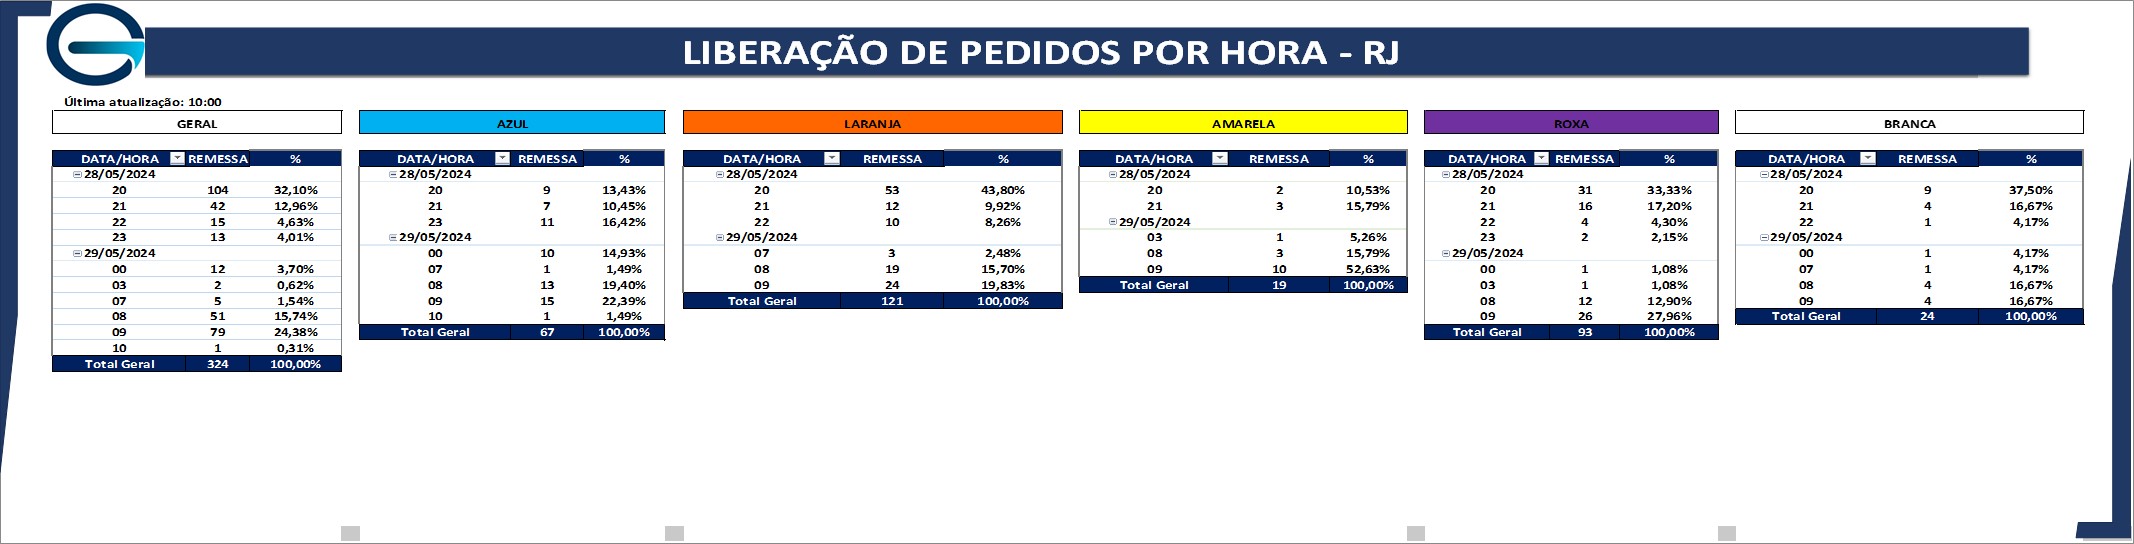 LIBERAÇÃO DE PEDIDOS POR HORA - RJ
Última atualização: 10:00
GERAL
DATA/HORA REMESSA %
28/05/2024
20 104 32,10%
21 42 12,96%
22 15 4,63%
23 13 4,01%
29/05/2024
00 12 3,70%
03 2 0,62%
07 5 1,54%
08 51 15,74%
09 79 24,38%
10 1 0,31%
Total Geral 324 100,00%
AZUL
DATA/HORA REMESSA %
28/05/2024
20 9 13,43%
21 7 10,45%
23 11 16,42%
29/05/2024
00 10 14,93%
07 1 1,49%
08 13 19,40%
09 15 22,39%
10 1 1,49%
Total Geral 67 100,00%
LARANJA
DATA/HORA REMESSA %
28/05/2024
20 53 43,80%
21 12 9,92%
22 10 8,26%
29/05/2024
07 3 2,48%
08 19 15,70%
09 24 19,83%
Total Geral 121 100,00%
AMARELA
DATA/HORA REMESSA %
28/05/2024
20 2 10,53%
21 3 15,79%
29/05/2024
03 1 5,26%
08 3 15,79%
09 10 52,63%
Total Geral 19 100,00%
ROXA
DATA/HORA REMESSA %
28/05/2024
20 31 33,33%
21 16 17,20%
22 4 4,30%
23 2 2,15%
29/05/2024
00 1 1,08%
03 1 1,08%
08 12 12,90%
09 26 27,96%
Total Geral 93 100,00%
BRANCA
DATA/HORA REMESSA %
28/05/2024
20 9 37,50%
21 4 16,67%
22 1 4,17%
29/05/2024
00 1 4,17%
07 1 4,17%
08 4 16,67%
09 4 16,67%
Total Geral 24 100,00%